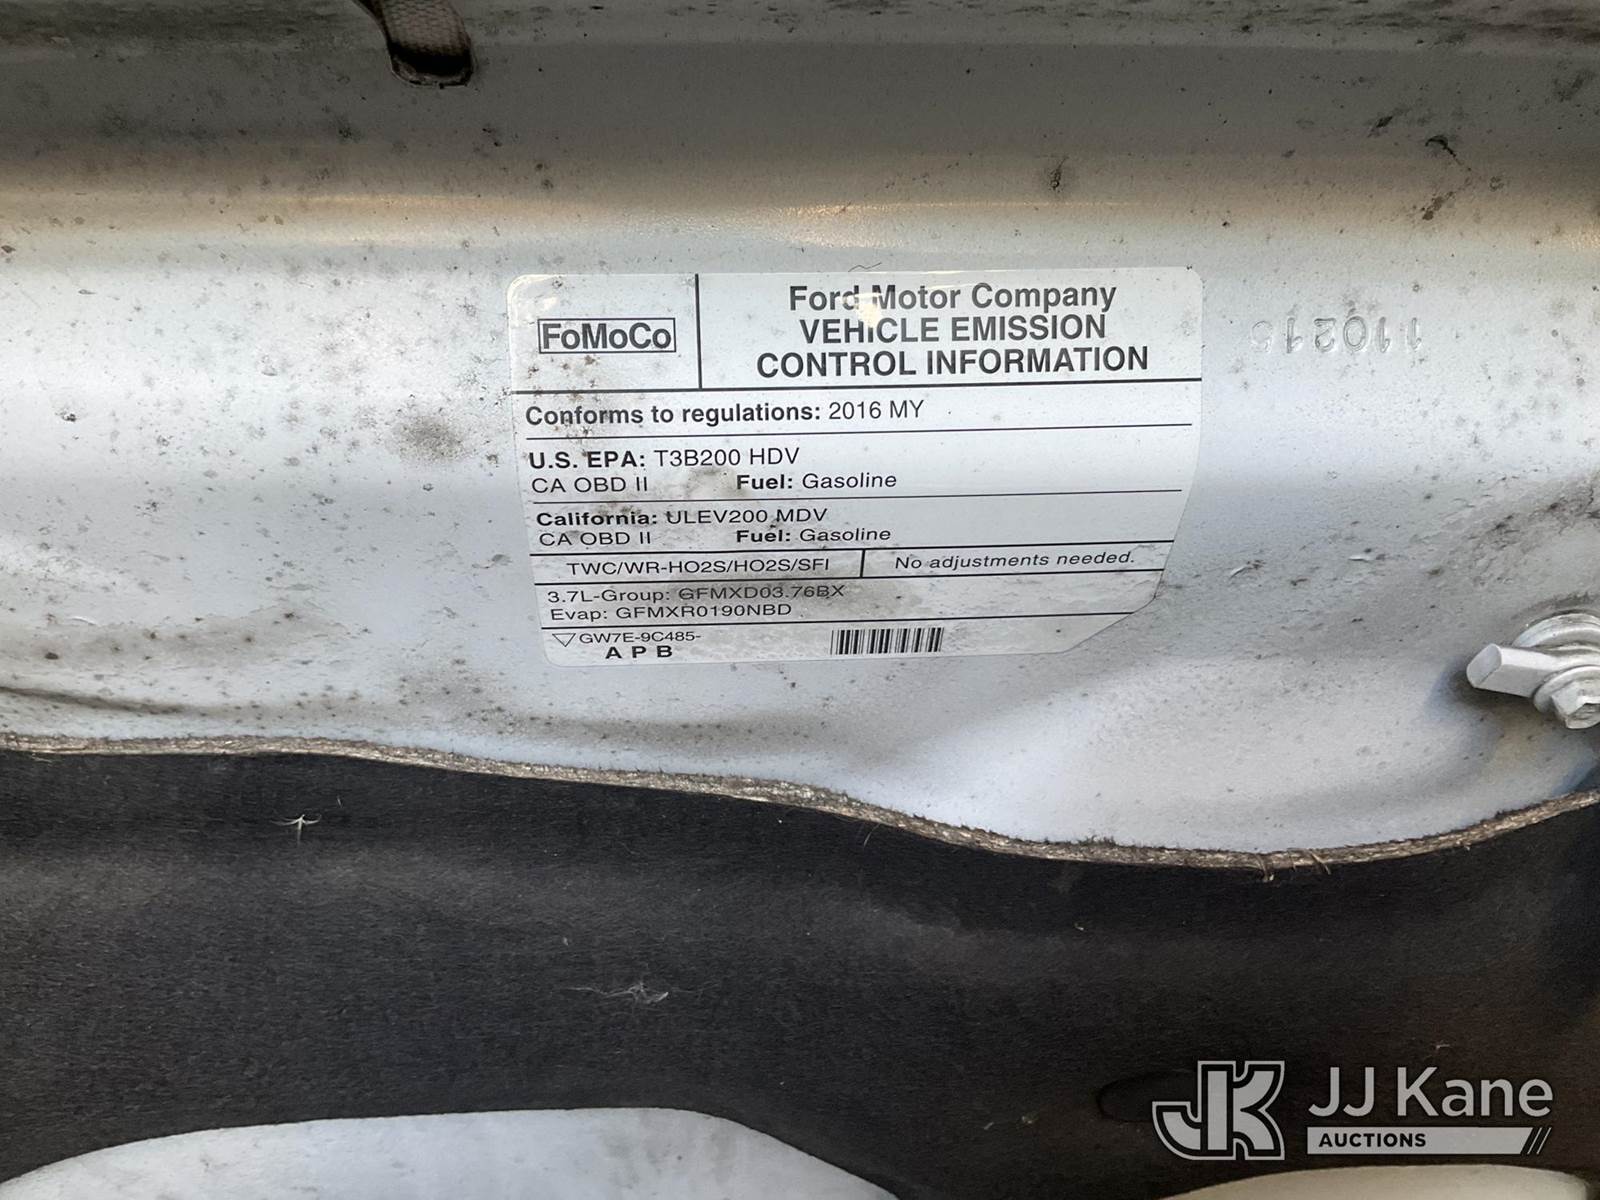 FoMoCo
Ford Motor Company
VEHICLE EMISSION
CONTROL INFORMATION
Conforms to regulations: 2016 MY
U.S. EPA: T3B200 HDV
CA OBD II Fuel: Gasoline
California: ULEV200 MDV
CA OBD II Fuel: Gasoline
TWC/WR-HO2S/HO2S/SFI No adjustments needed.
3.7L-Group: GFMXD03.76BX
Evap: GFMXR0190NBD
GW7E-9C485-
A P B
110215
JK JJ Kane
AUCTIONS